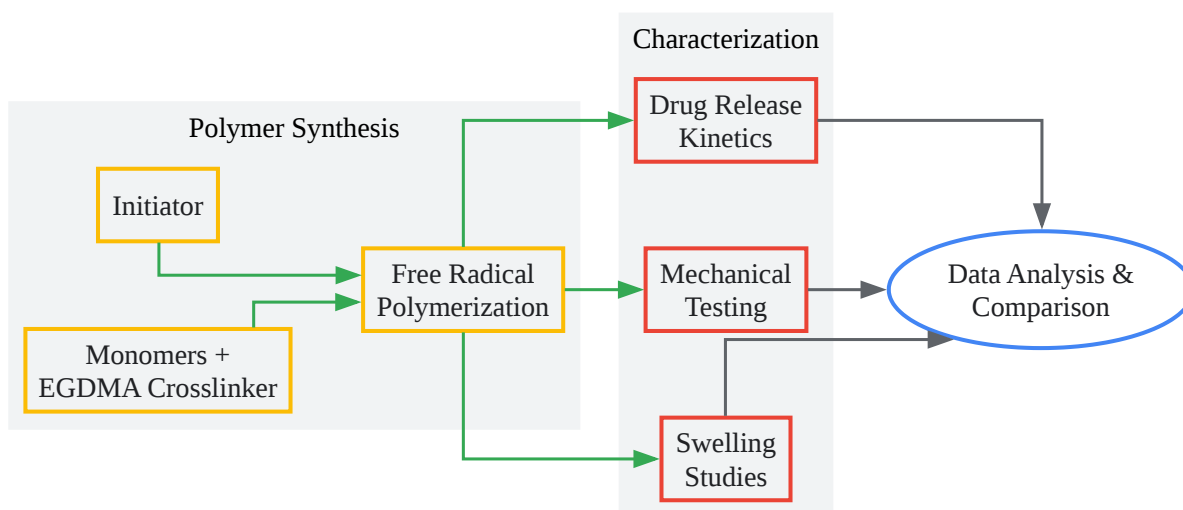 Polymer Synthesis
Initiator
Monomers +
EGDMA Crosslinker
Free Radical
Polymerization
Characterization
Drug Release
Kinetics
Mechanical
Testing
Swelling
Studies
Data Analysis &
Comparison